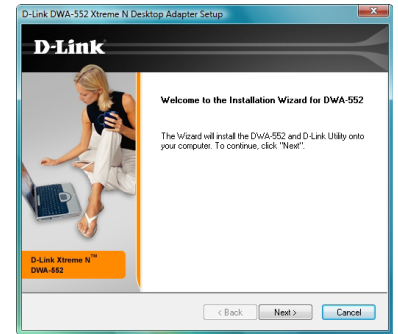 D-Link DWA-552 Xtreme N Desktop Adapter Setup
D-Link
Welcome to the Installation Wizard for DWA-552
The Wizard will install the DWA-552 and D-Link Utility onto
your computer. To continue, click "Next".
D-Link Xtreme N™
DWA-552
< Back
Next >
Cancel